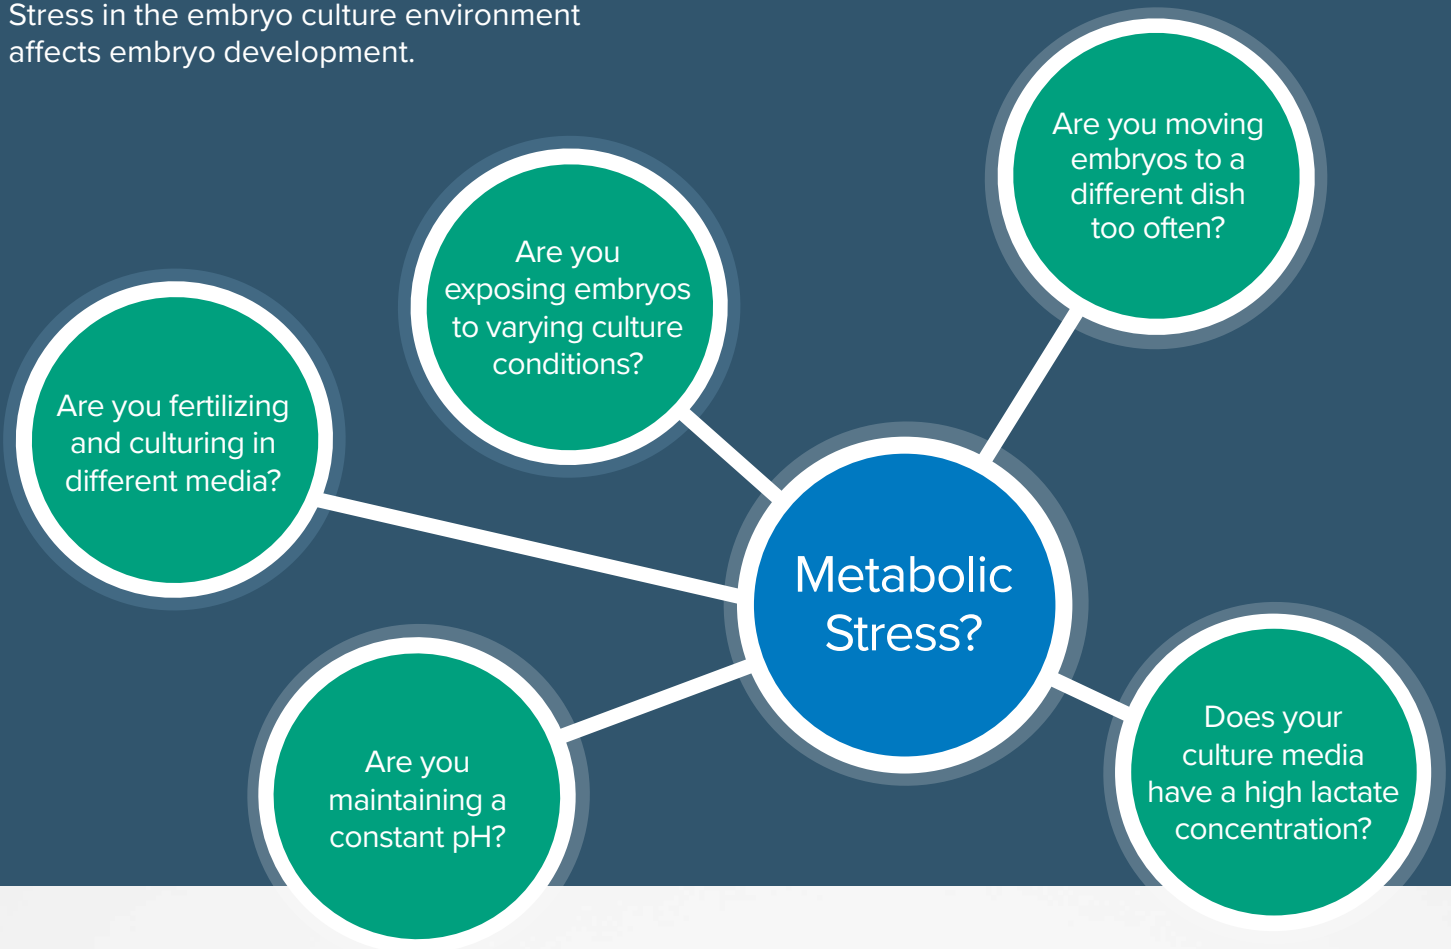 Stress in the embryo culture environment
affects embryo development.
Are you moving
embryos to a
different dish
too often?
Are you
exposing embryos
to varying culture
conditions?
Are you fertilizing
and culturing in
different media?
Metabolic
Stress?
Are you
maintaining a
constant pH?
Does your
culture media
have a high lactate
concentration?